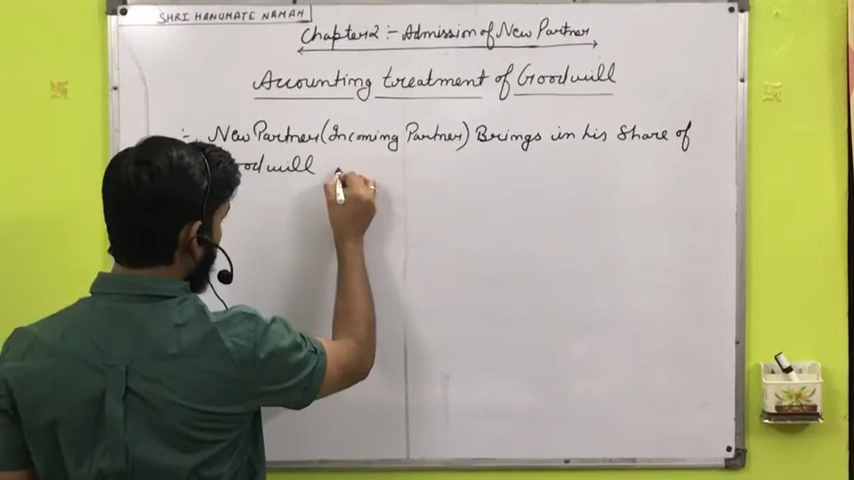 SHRI HANUMATE NAMAH
Chapter 2 :- Admission of New Partner
Accounting treatment of Goodwill
:- New Partner (Incoming Partner) Brings in his Share of